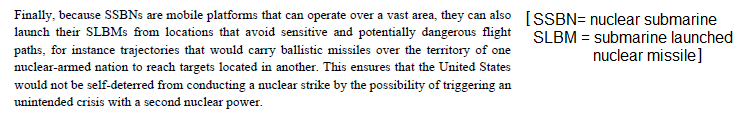 Finally, because SSBNs are mobile platforms that can operate over a vast area, they can also
launch their SLBMs from locations that avoid sensitive and potentially dangerous flight
paths, for instance trajectories that would carry ballistic missiles over the territory of one
nuclear-armed nation to reach targets located in another. This ensures that the United States
would not be self-deterred from conducting a nuclear strike by the possibility of triggering an
unintended crisis with a second nuclear power.
[SSBN= nuclear submarine
SLBM = submarine launched
nuclear missile]